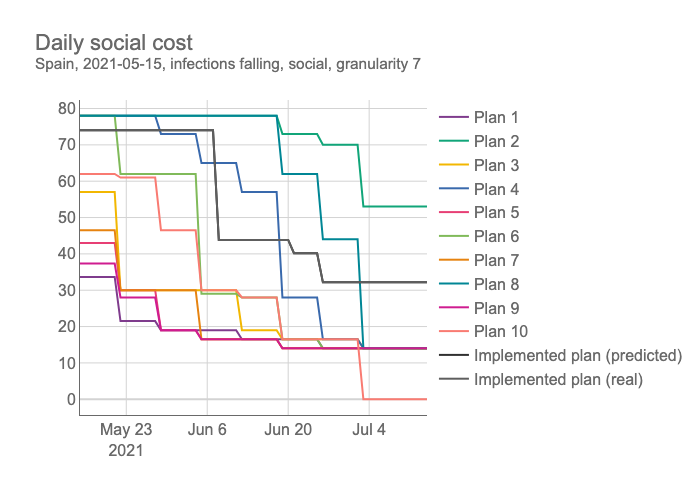 Daily social cost
Spain, 2021-05-15, infections falling, social, granularity 7
80
70
60
50
40
30
20
10
0
May 23
2021
Jun 6
Jun 20
Jul 4
Plan 1
Plan 2
Plan 3
Plan 4
Plan 5
Plan 6
Plan 7
Plan 8
Plan 9
Plan 10
Implemented plan (predicted)
Implemented plan (real)